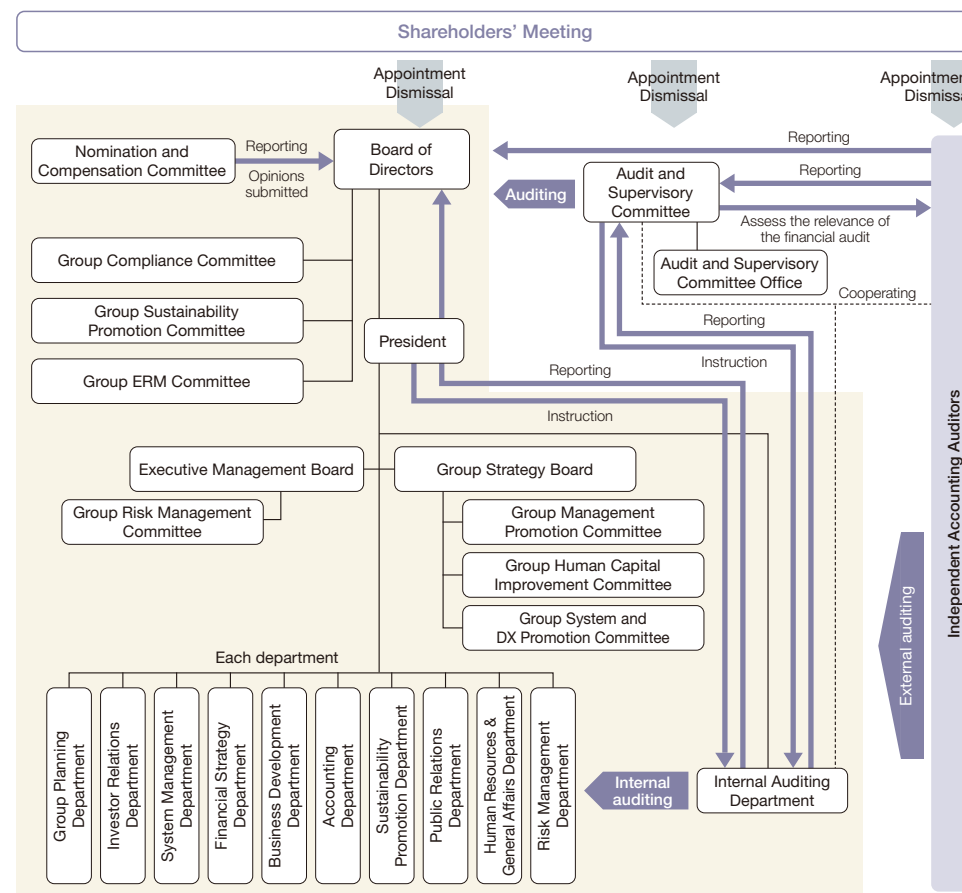 Shareholders' Meeting
Appointment
Dismissal
Appointment
Dismissal
Appointmen
Dismissa
Nomination and
Compensation Committee
Reporting
Opinions
submitted
Board of
Directors
Reporting
Auditing
Audit and
Supervisory
Committee
Reporting
Assess the relevance of
the financial audit
Group Compliance Committee
Audit and Supervisory
Committee Office
Cooperating
Group Sustainability
Promotion Committee
President
Reporting
Instruction
Group ERM Committee
Reporting
Instruction
Independent Accounting Auditors
Executive Management Board
Group Strategy Board
Group Risk Management
Committee
Group Management
Promotion Committee
Group Human Capital
Improvement Committee
Group System and
DX Promotion Committee
External auditing
Each department
Group Planning
Department
Investor Relations
Department
System Management
Department
Financial Strategy
Department
Business Development
Department
Accounting
Department
Sustainability
Promotion Department
Public Relations
Department
Human Resources &
General Affairs Department
Risk Management
Department
Internal
auditing
Internal Auditing
Department